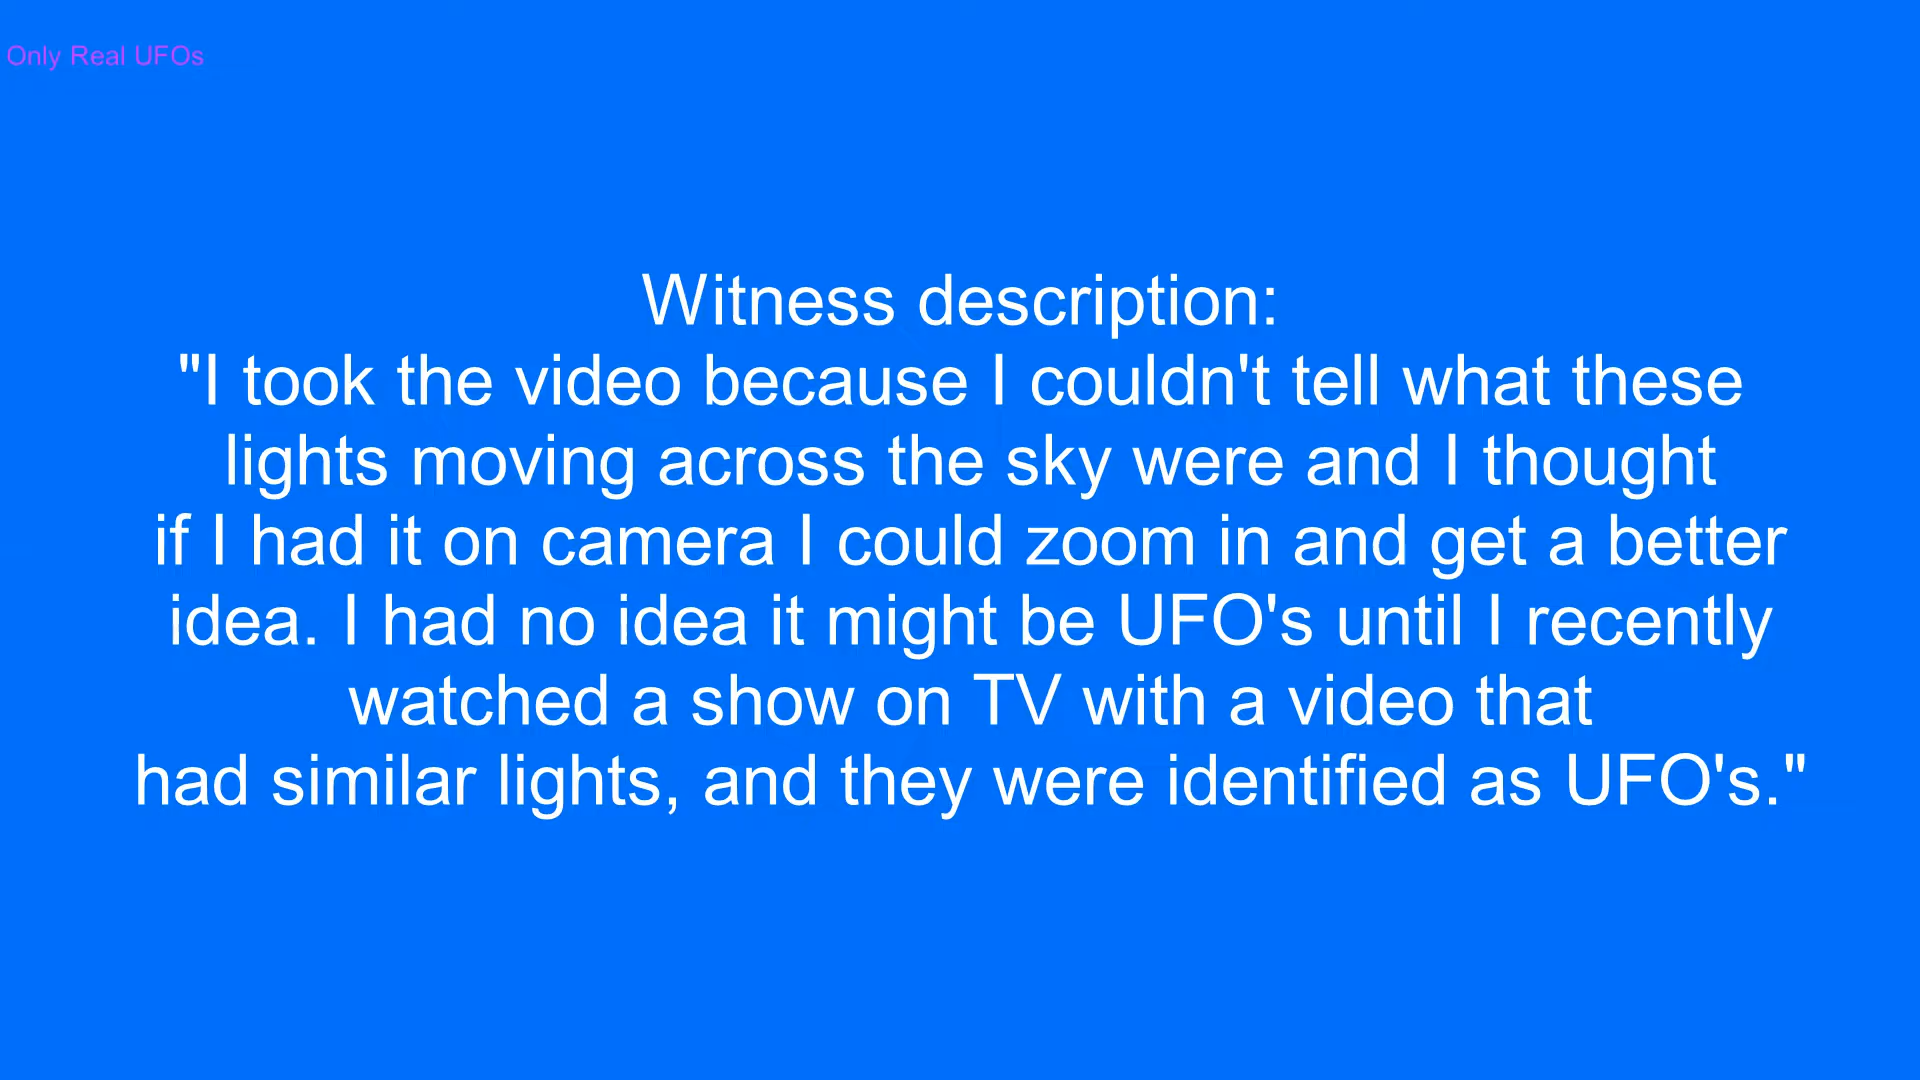 Only Real UFOs
Witness description:
"I took the video because I couldn't tell what these
lights moving across the sky were and I thought
if I had it on camera I could zoom in and get a better
idea. I had no idea it might be UFO's until I recently
watched a show on TV with a video that
had similar lights, and they were identified as UFO's."